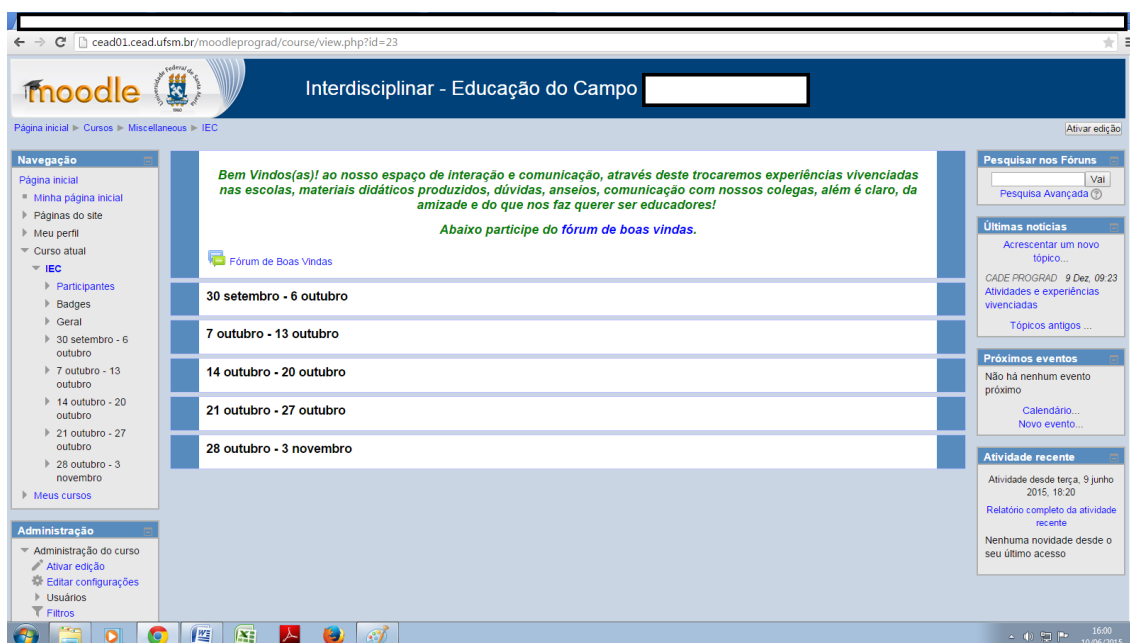 cead01.cead.ufsm.br/moodleprograd/course/view.php?id=23
moodle
Interdisciplinar - Educação do Campo
Página inicial ▶ Cursos ▶ Miscellaneous ▶ IEC
Ativar edição
Navegação
Página inicial
Minha página inicial
Páginas do site
Meu perfil
Curso atual
IEC
Participantes
Badges
Geral
30 setembro - 6
outubro
7 outubro - 13
outubro
14 outubro - 20
outubro
21 outubro - 27
outubro
28 outubro - 3
novembro
Meus cursos
Administração
Administração do curso
Ativar edição
Editar configurações
Usuários
Filtros
Bem Vindos(as)! ao nosso espaço de interação e comunicação, através deste trocaremos experiências vivenciadas
nas escolas, materiais didáticos produzidos, dúvidas, anseios, comunicação com nossos colegas, além é claro, da
amizade e do que nos faz querer ser educadores!
Abaixo participe do fórum de boas vindas.
Fórum de Boas Vindas
30 setembro - 6 outubro
7 outubro - 13 outubro
14 outubro - 20 outubro
21 outubro - 27 outubro
28 outubro - 3 novembro
Pesquisar nos Fóruns
Vai
Pesquisa Avançada
Últimas notícias
Acrescentar um novo
tópico...
CADE PROGRAD 9 Dez, 09:23
Atividades e experiências
vivenciadas
Tópicos antigos ...
Próximos eventos
Não há nenhum evento
próximo
Calendário...
Novo evento...
Atividade recente
Atividade desde terça, 9 junho
2015, 18:20
Relatório completo da atividade
recente
Nenhuma novidade desde o
seu último acesso
16:00
10/06/2015